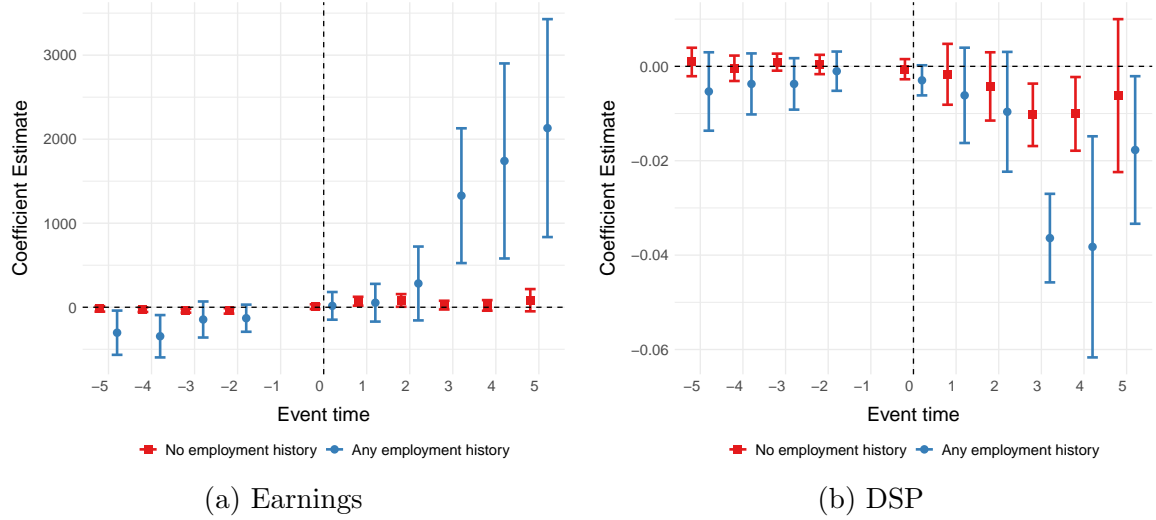 Coefficient Estimate
3000
2000
1000
0
−5 −4 −3 −2 −1 0 1 2 3 4 5
Event time
No employment history Any employment history
(a) Earnings
Coefficient Estimate
0.00
−0.02
−0.04
−0.06
−5 −4 −3 −2 −1 0 1 2 3 4 5
Event time
No employment history Any employment history
(b) DSP